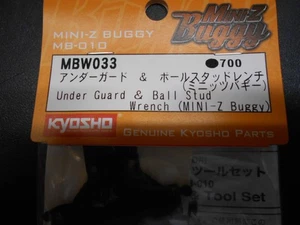 MINI-Z BUGGY
MB-010
Mini-Z
Buggy
MBW033
●700
アンダーガード & ボールスタッドレンチ
(ミニッツバギー)
Under Guard & Ball Stud
Wrench (MINI-Z Buggy)
KYOSHO
GENUINE KYOSHO PARTS
ツールセット
Tool Set